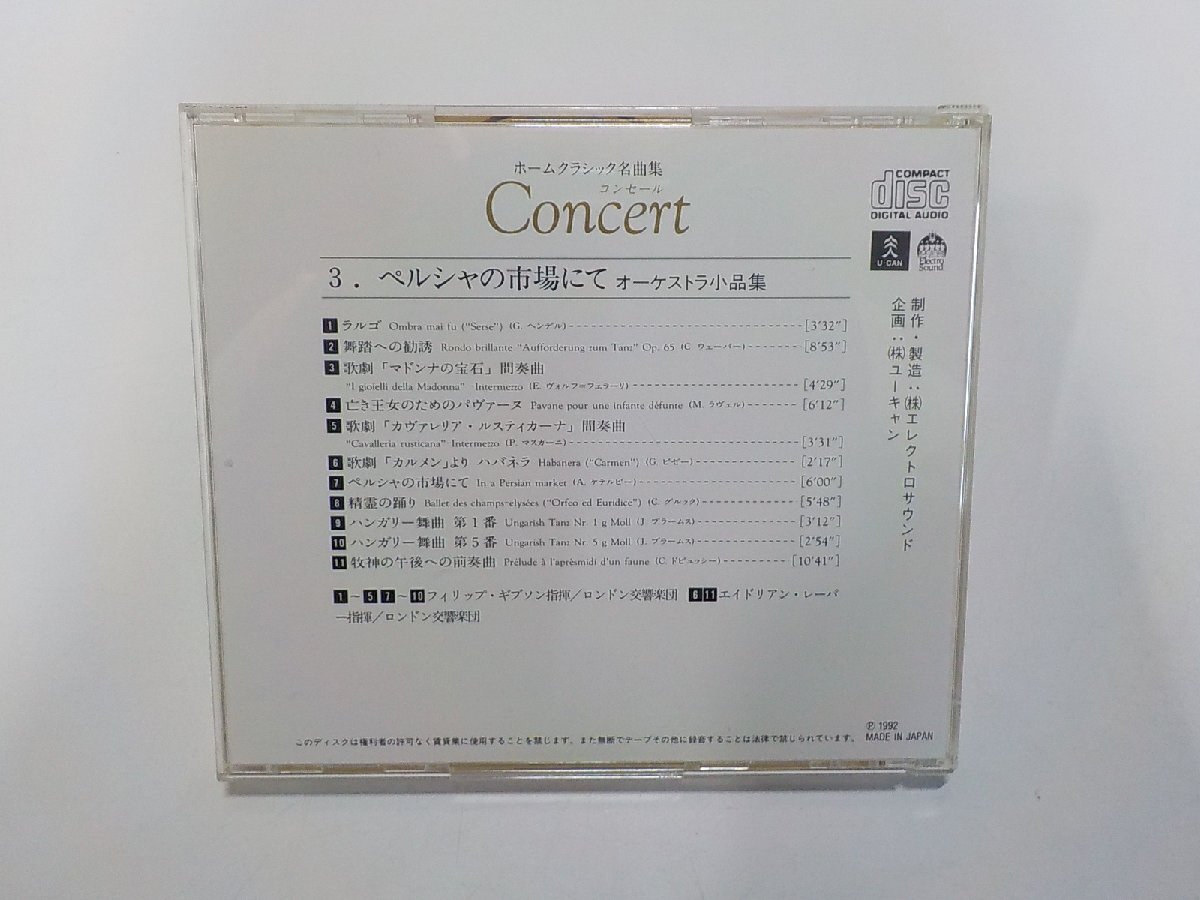 ホームクラシック名曲集
コンセール
Concert
3．ペルシャの市場にて オーケストラ小品集
1 ラルゴ Ombra mai fu ("Serse") (G. ヘンデル) [3'32"]
2 舞踏への勧誘 Rondo brillante "Aufforderung zum Tanz" Op. 65 (C. ウェーバー) [8'53"]
3 歌劇「マドンナの宝石」間奏曲
"I gioielli della Madonna" Intermezzo (E. ヴォルフ=フェラーリ) [4'29"]
4 亡き王女のためのパヴァーヌ Pavane pour une infante défunte (M. ラヴェル) [6'12"]
5 歌劇「カヴァレリア・ルスティカーナ」間奏曲
"Cavalleria rusticana" Intermezzo (P. マスカーニ) [3'31"]
6 歌劇「カルメン」より ハバネラ Habanera ("Carmen") (G. ビゼー) [2'17"]
7 ペルシャの市場にて In a Persian market (A. ケテルビー) [6'00"]
8 精霊の踊り Ballet des champs-elysées ("Orfeo ed Euridice") (C. グルック) [5'48"]
9 ハンガリー舞曲 第1番 Ungarish Tanz Nr. 1 g Moll (J. ブラームス) [3'12"]
10 ハンガリー舞曲 第5番 Ungarish Tanz Nr. 5 g Moll (J. ブラームス) [2'54"]
11 牧神の午後への前奏曲 Prélude à l'aprèsmidi d'un faune (C. ドビュッシー) [10'41"]
1～5 7～10 フィリップ・ギブソン指揮／ロンドン交響楽団 6 11 エイドリアン・レーパ
ー指揮／ロンドン交響楽団
COMPACT
disc
DIGITAL AUDIO
U-CAN
Electro
Sound
制作・製造：㈱エレクトロサウンド
企画：㈱ユーキャン
このディスクは権利者の許可なく賃貸業に使用することを禁じます。また無断でテープその他に録音することは法律で禁じられています。
Ⓟ 1992
MADE IN JAPAN